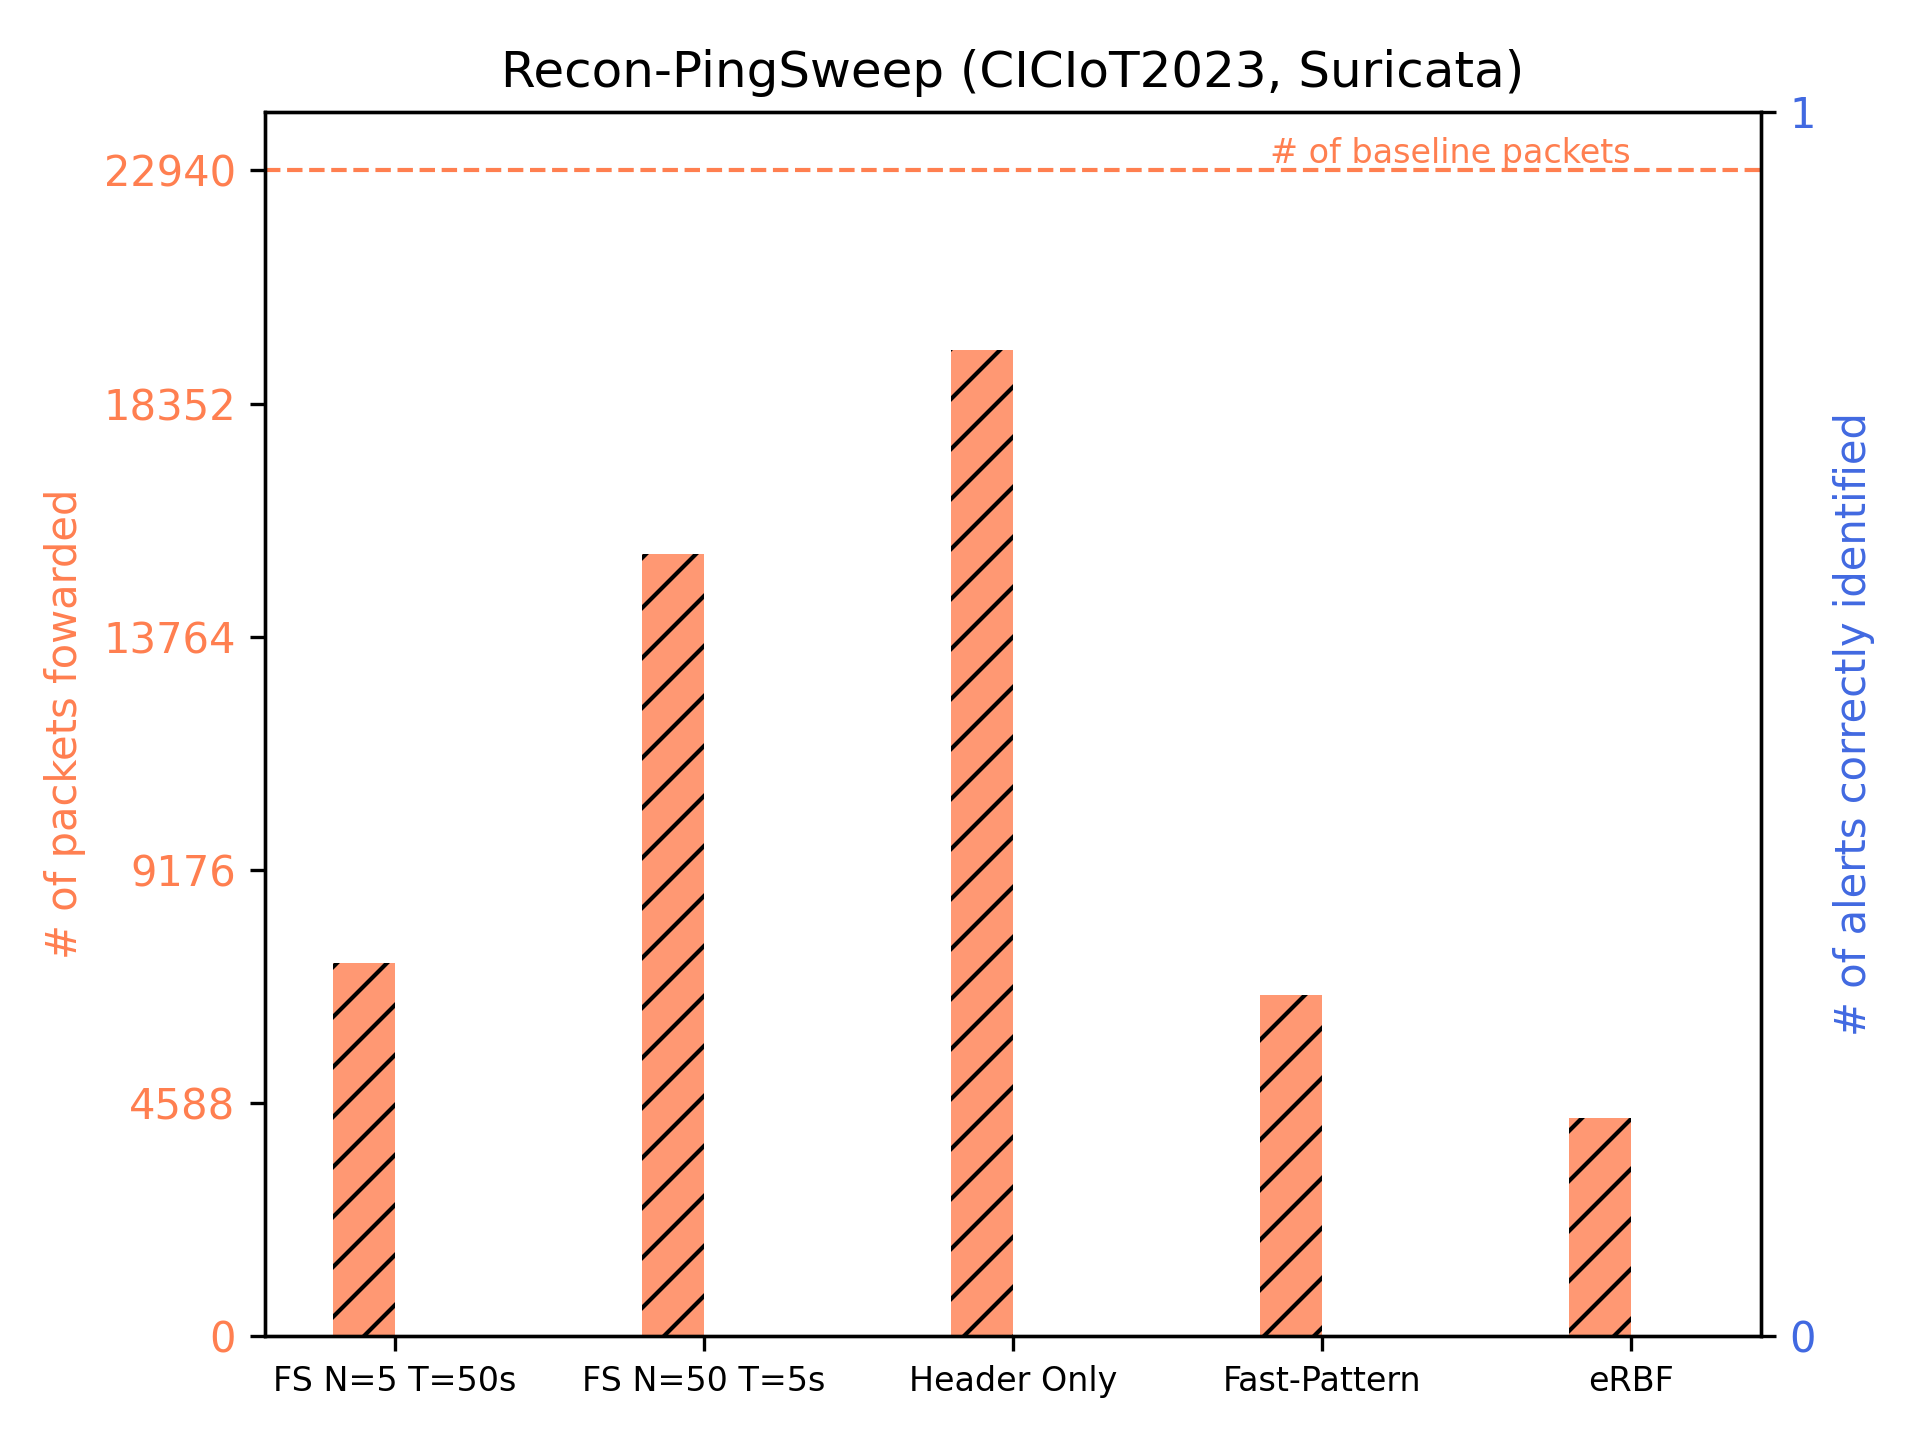 Recon-PingSweep (CICIoT2023, Suricata)
# of baseline packets
22940
18352
13764
9176
4588
0
# of packets fowarded
1
0
# of alerts correctly identified
FS N=5 T=50s
FS N=50 T=5s
Header Only
Fast-Pattern
eRBF